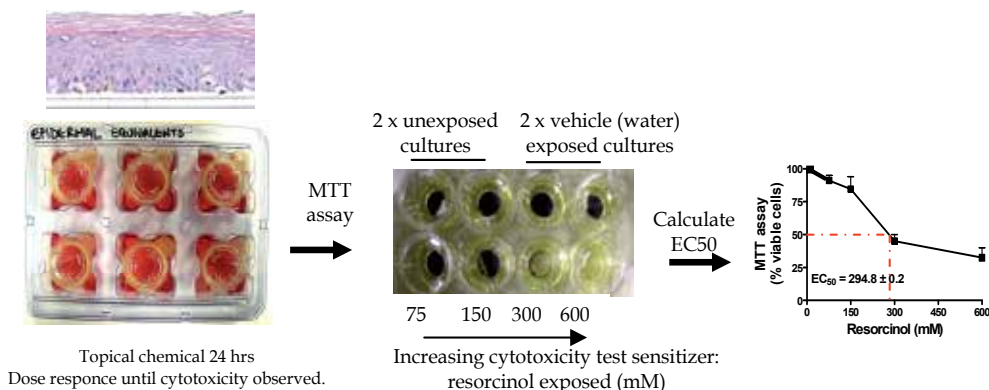 EPIDERMAL EQUIVALENTS
Topical chemical 24 hrs
Dose responce until cytotoxicity observed.
MTT
assay
2 x unexposed
cultures
2 x vehicle (water)
exposed cultures
75 150 300 600
Increasing cytotoxicity test sensitizer:
resorcinol exposed (mM)
Calculate
EC50
MTT assay
(% viable cells)
100
75
50
25
0
EC50 = 294.8 ± 0.2
0 150 300 450 600
Resorcinol (mM)